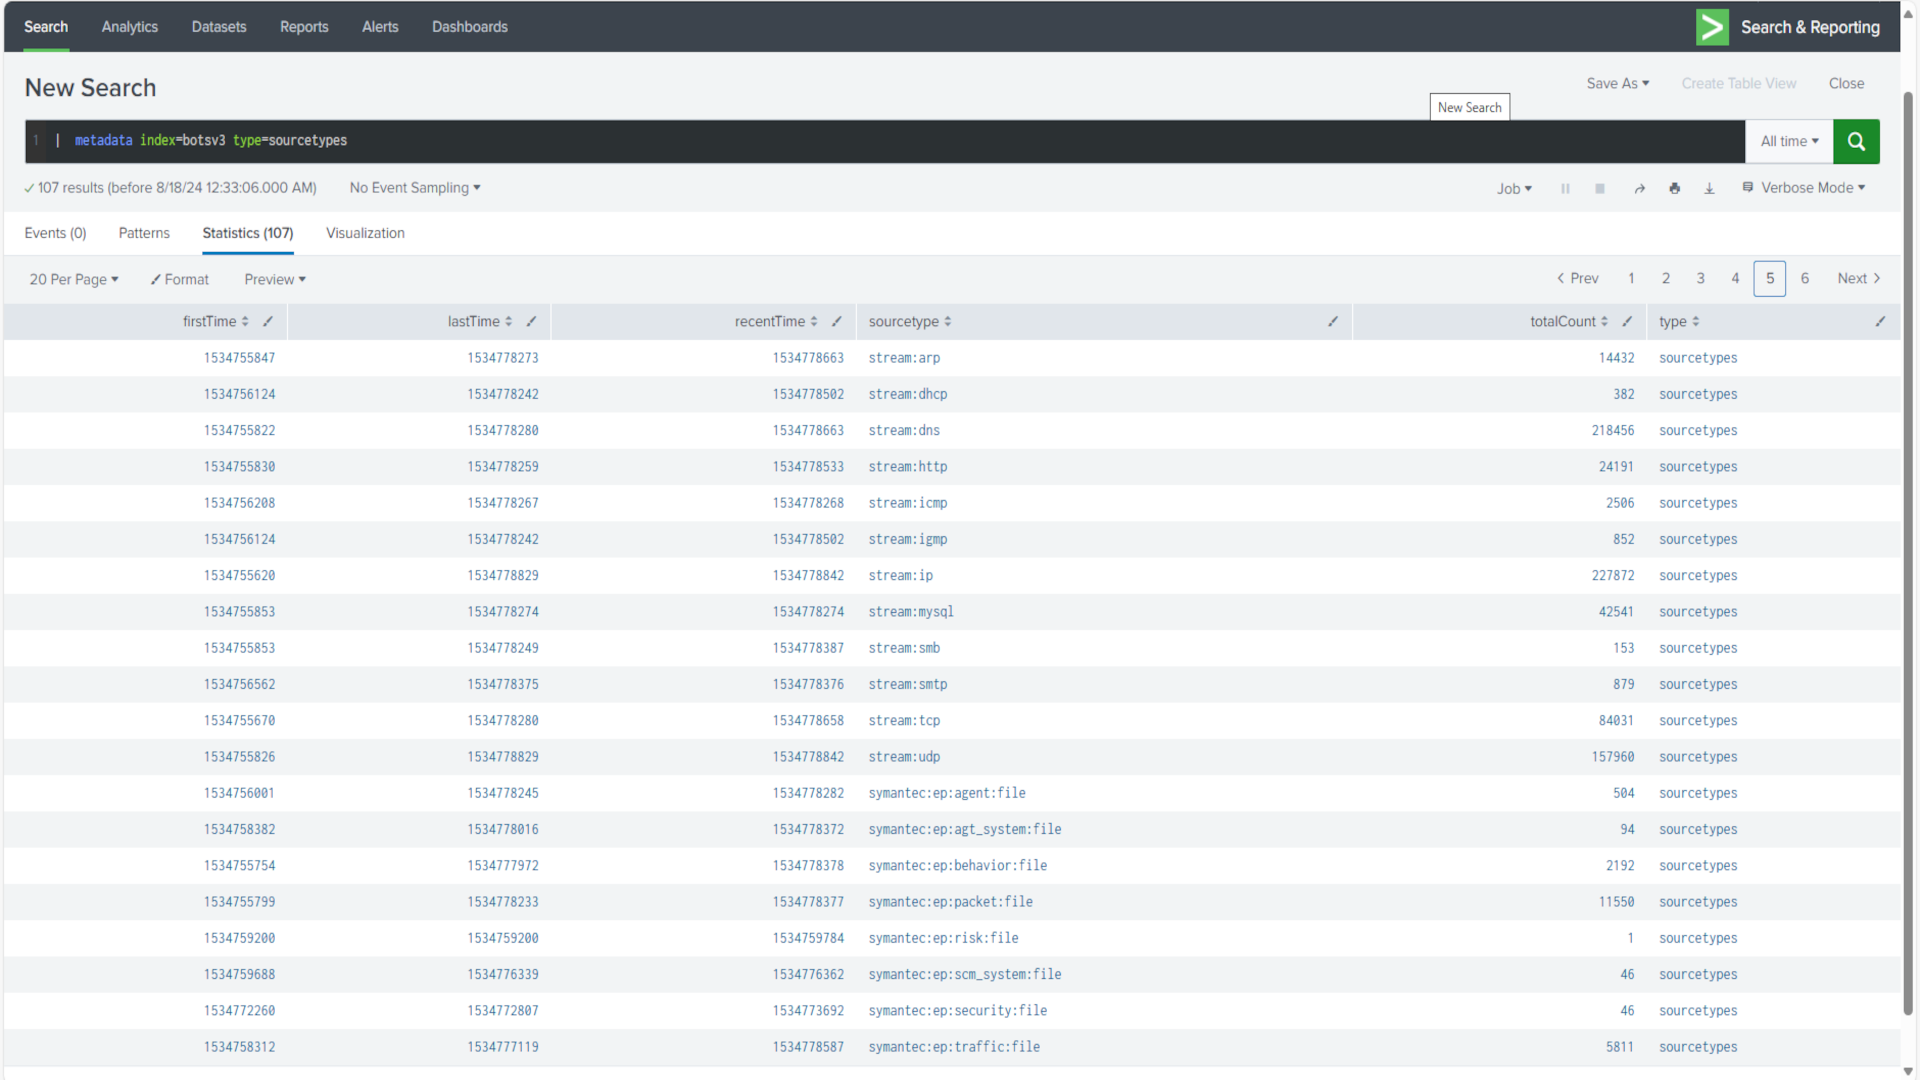 Search Analytics Datasets Reports Alerts Dashboards Search & Reporting
New Search
Save As Create Table View Close
New Search
1 | metadata index=botsv3 type=sourcetypes All time
107 results (before 8/18/24 12:33:06.000 AM) No Event Sampling Job Verbose Mode
Events (0) Patterns Statistics (107) Visualization
20 Per Page Format Preview Prev 1 2 3 4 5 6 Next
firstTime lastTime recentTime sourcetype totalCount type
1534755847 1534778273 1534778663 stream:arp 14432 sourcetypes
1534756124 1534778242 1534778502 stream:dhcp 382 sourcetypes
1534755822 1534778280 1534778663 stream:dns 218456 sourcetypes
1534755830 1534778259 1534778533 stream:http 24191 sourcetypes
1534756208 1534778267 1534778268 stream:icmp 2506 sourcetypes
1534756124 1534778242 1534778502 stream:igmp 852 sourcetypes
1534755620 1534778829 1534778842 stream:ip 227872 sourcetypes
1534755853 1534778274 1534778274 stream:mysql 42541 sourcetypes
1534755853 1534778249 1534778387 stream:smb 153 sourcetypes
1534756562 1534778375 1534778376 stream:smtp 879 sourcetypes
1534755670 1534778280 1534778658 stream:tcp 84031 sourcetypes
1534755826 1534778829 1534778842 stream:udp 157960 sourcetypes
1534756001 1534778245 1534778282 symantec:ep:agent:file 504 sourcetypes
1534758382 1534778016 1534778372 symantec:ep:agt_system:file 94 sourcetypes
1534755754 1534777972 1534778378 symantec:ep:behavior:file 2192 sourcetypes
1534755799 1534778233 1534778377 symantec:ep:packet:file 11550 sourcetypes
1534759200 1534759200 1534759784 symantec:ep:risk:file 1 sourcetypes
1534759688 1534776339 1534776362 symantec:ep:scm_system:file 46 sourcetypes
1534772260 1534772807 1534773692 symantec:ep:security:file 46 sourcetypes
1534758312 1534777119 1534778587 symantec:ep:traffic:file 5811 sourcetypes